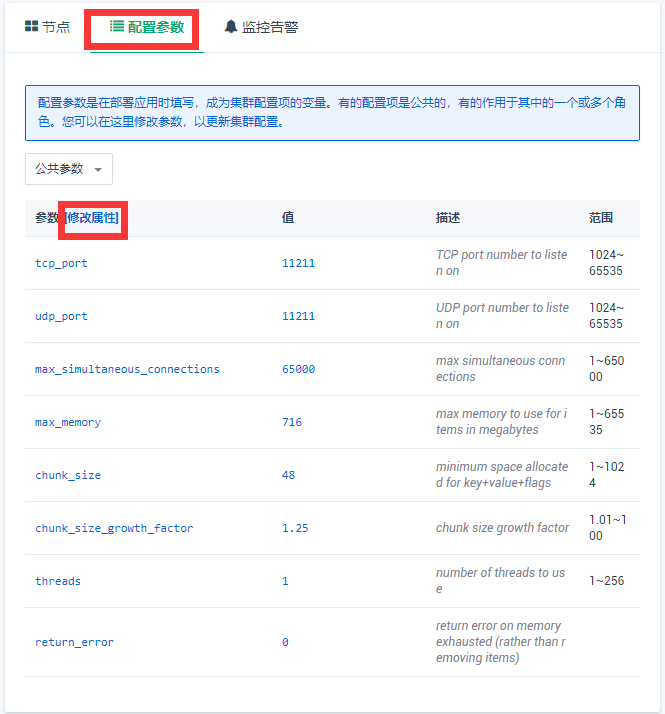 节点 配置参数 监控告警
配置参数是在部署应用时填写，成为集群配置项的变量。有的配置项是公共的，有的作用于其中的一个或多个角
色。您可以在这里修改参数，以更新集群配置。
公共参数
参数 [修改属性] 值 描述 范围
tcp_port 11211 TCP port number to liste 1024~
n on 65535
udp_port 11211 UDP port number to liste 1024~
n on 65535
max_simultaneous_connections 65000 max simultaneous conn 1~650
ections 00
max_memory 716 max memory to use for i 1~655
tems in megabytes 35
chunk_size 48 minimum space allocate 1~102
d for key+value+flags 4
chunk_size_growth_factor 1.25 chunk size growth factor 1.01~1
00
threads 1 number of threads to us 1~256
e
return_error 0 return error on memory
exhausted (rather than r
emoving items)